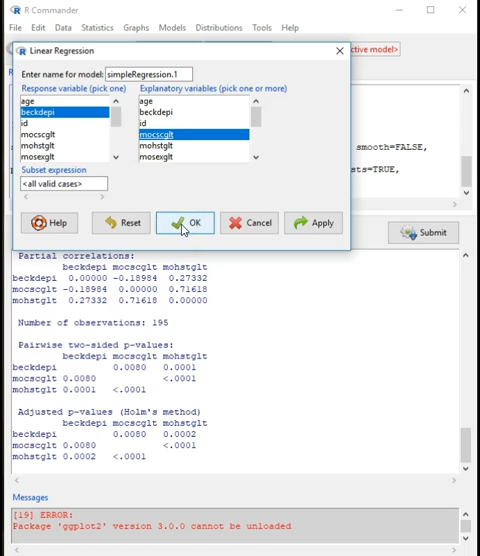 R Commander
File Edit Data Statistics Graphs Models Distributions Tools Help
Linear Regression
ctive model>
Enter name for model: simpleRegression.1
Response variable (pick one) Explanatory variables (pick one or more)
age age
beckdepi beckdepi
id id
mocscglt mocscglt
mohstglt mohstglt
mosexglt mosexglt
smooth=FALSE,
sts=TRUE,
Subset expression
<all valid cases>
Help Reset OK Cancel Apply
Submit
Partial correlations:
beckdepi mocscglt mohstglt
beckdepi 0.00000 -0.18984 0.27332
mocscglt -0.18984 0.00000 0.71618
mohstglt 0.27332 0.71618 0.00000
Number of observations: 195
Pairwise two-sided p-values:
beckdepi mocscglt mohstglt
beckdepi 0.0080 0.0001
mocscglt 0.0080 <.0001
mohstglt 0.0001 <.0001
Adjusted p-values (Holm's method)
beckdepi mocscglt mohstglt
beckdepi 0.0080 0.0002
mocscglt 0.0080 <.0001
mohstglt 0.0002 <.0001
Messages
[19] ERROR:
Package 'ggplot2' version 3.0.0 cannot be unloaded